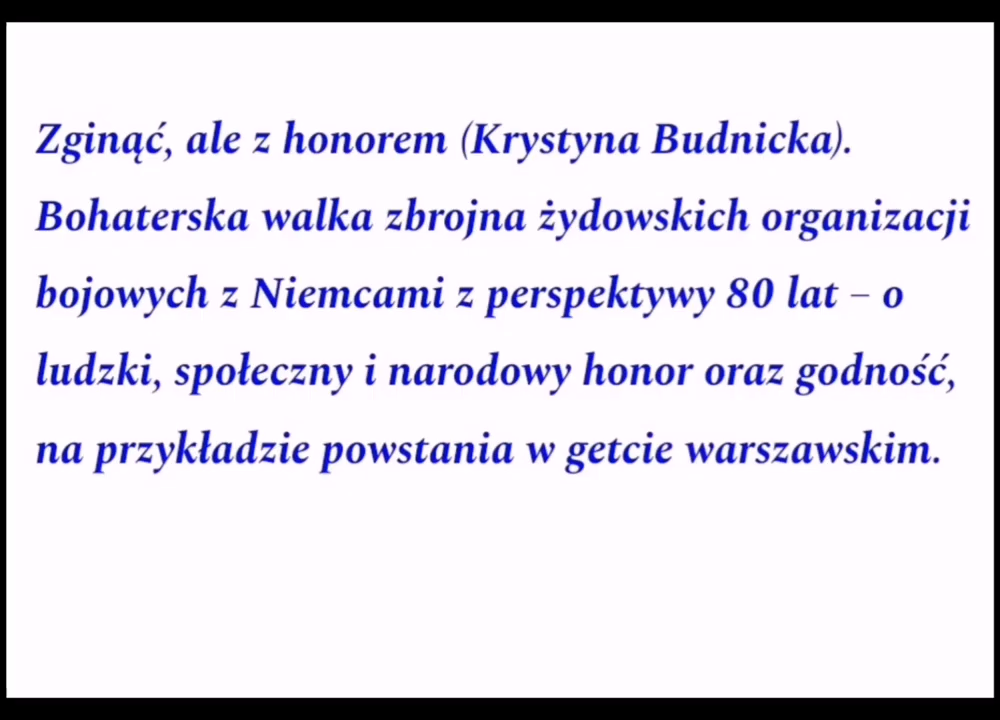 Zginąć, ale z honorem (Krystyna Budnicka).
Bohaterska walka zbrojna żydowskich organizacji
bojowych z Niemcami z perspektywy 80 lat – o
ludzki, społeczny i narodowy honor oraz godność,
na przykładzie powstania w getcie warszawskim.